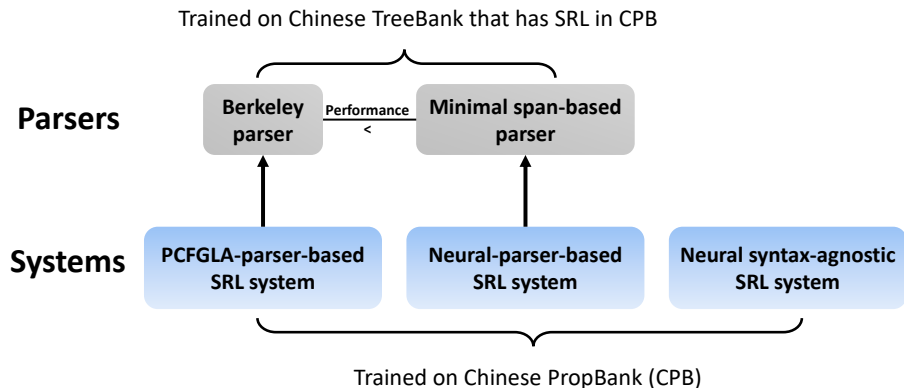 Trained on Chinese TreeBank that has SRL in CPB
Parsers
Berkeley
parser
Performance
<
Minimal span-based
parser
Systems
PCFGLA-parser-based
SRL system
Neural-parser-based
SRL system
Neural syntax-agnostic
SRL system
Trained on Chinese PropBank (CPB)